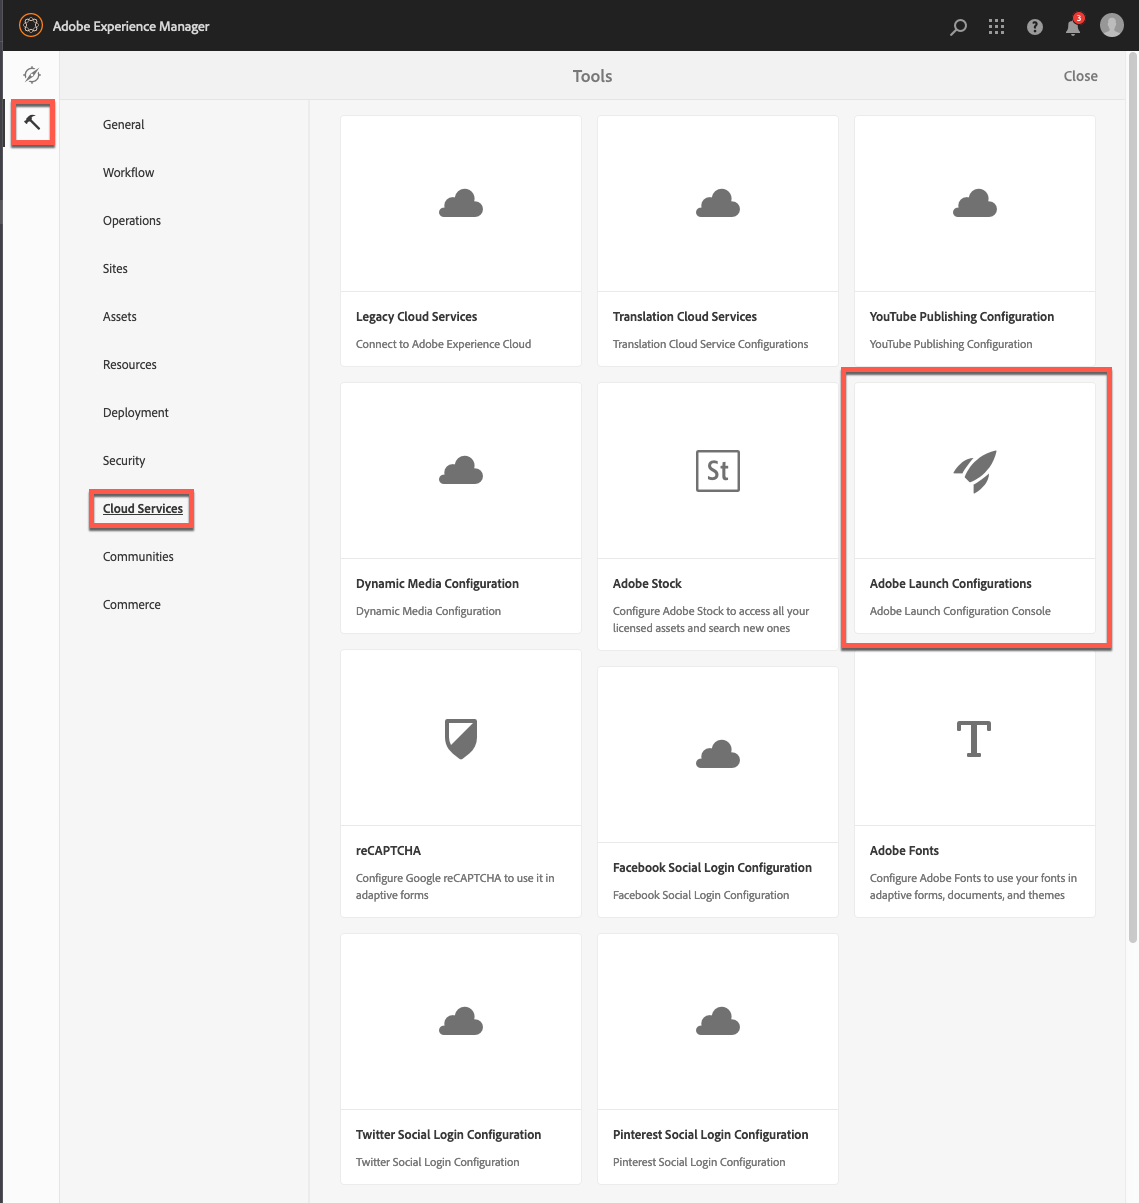 Adobe Experience Manager
3
Tools
Close
General
Workflow
Operations
Sites
Assets
Resources
Deployment
Security
Cloud Services
Communities
Commerce
Legacy Cloud Services
Connect to Adobe Experience Cloud
Translation Cloud Services
Translation Cloud Service Configurations
YouTube Publishing Configuration
YouTube Publishing Configuration
Dynamic Media Configuration
Dynamic Media Configuration
St
Adobe Stock
Configure Adobe Stock to access all your
licensed assets and search new ones
Adobe Launch Configurations
Adobe Launch Configuration Console
reCAPTCHA
Configure Google reCAPTCHA to use it in
adaptive forms
Facebook Social Login Configuration
Facebook Social Login Configuration
T
Adobe Fonts
Configure Adobe Fonts to use your fonts in
adaptive forms, documents, and themes
Twitter Social Login Configuration
Twitter Social Login Configuration
Pinterest Social Login Configuration
Pinterest Social Login Configuration